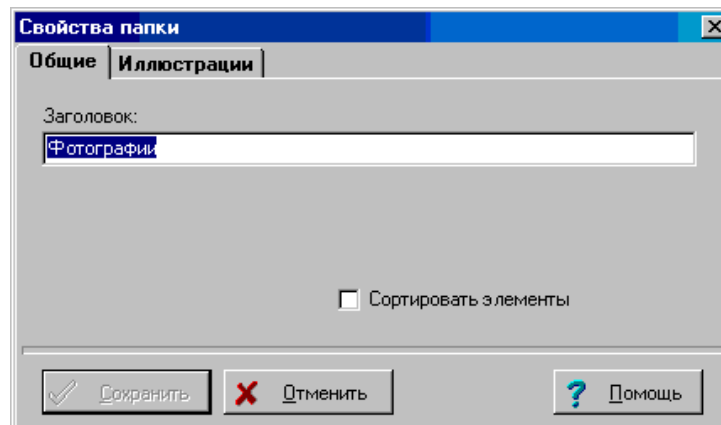 Свойства папки
Общие Иллюстрации
Заголовок:
Фотографии
Сортировать элементы
Сохранить Отменить ? Помощь